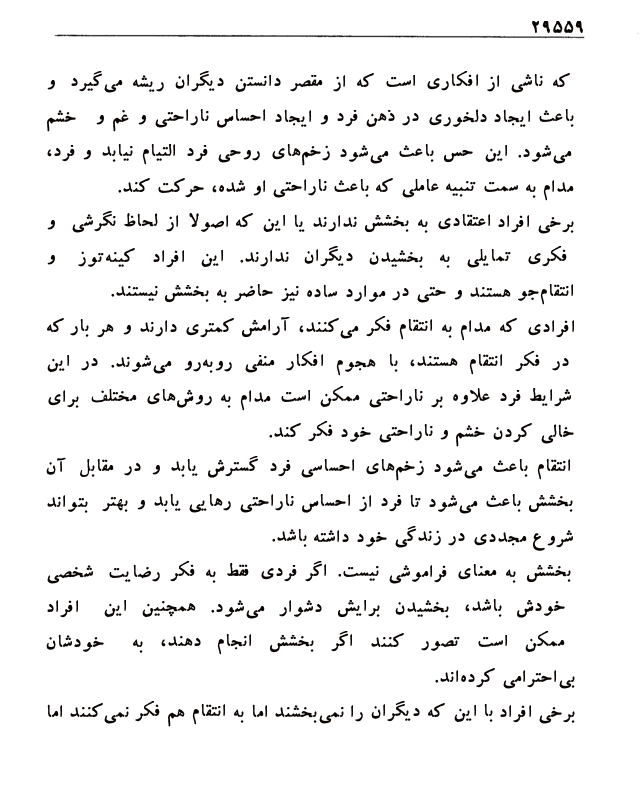 ۲۹۵۵۹
که ناشی از افکاری است که از مقصر دانستن دیگران ریشه می‌گیرد و
باعث ایجاد دلخوری در ذهن فرد و ایجاد احساس ناراحتی و غم و خشم
می‌شود. این حس باعث می‌شود زخم‌های روحی فرد التیام نیابد و فرد،
مدام به سمت تنبیه عاملی که باعث ناراحتی او شده، حرکت کند.
برخی افراد اعتقادی به بخشش ندارند یا این که اصولا از لحاظ نگرشی و
فکری تمایلی به بخشیدن دیگران ندارند. این افراد کینه‌توز و
انتقام‌جو هستند و حتی در موارد ساده نیز حاضر به بخشش نیستند.
افرادی که مدام به انتقام فکر می‌کنند، آرامش کمتری دارند و هر بار که
در فکر انتقام هستند، با هجوم افکار منفی روبه‌رو می‌شوند. در این
شرایط فرد علاوه بر ناراحتی ممکن است مدام به روش‌های مختلف برای
خالی کردن خشم و ناراحتی خود فکر کند.
انتقام باعث می‌شود زخم‌های احساسی فرد گسترش یابد و در مقابل آن
بخشش باعث می‌شود تا فرد از احساس ناراحتی رهایی یابد و بهتر بتواند
شروع مجددی در زندگی خود داشته باشد.
بخشش به معنای فراموشی نیست. اگر فردی فقط به فکر رضایت شخصی
خودش باشد، بخشیدن برایش دشوار می‌شود. همچنین این افراد
ممکن است تصور کنند اگر بخشش انجام دهند، به خودشان
بی‌احترامی کرده‌اند.
برخی افراد با این که دیگران را نمی‌بخشند اما به انتقام هم فکر نمی‌کنند اما